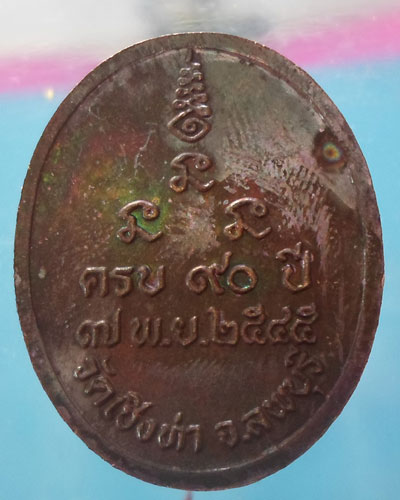 ครบ ๙๐ ปี
๗ พ.ย.๒๕๔๕
วัดเชิงท่า จ.ลพบุรี